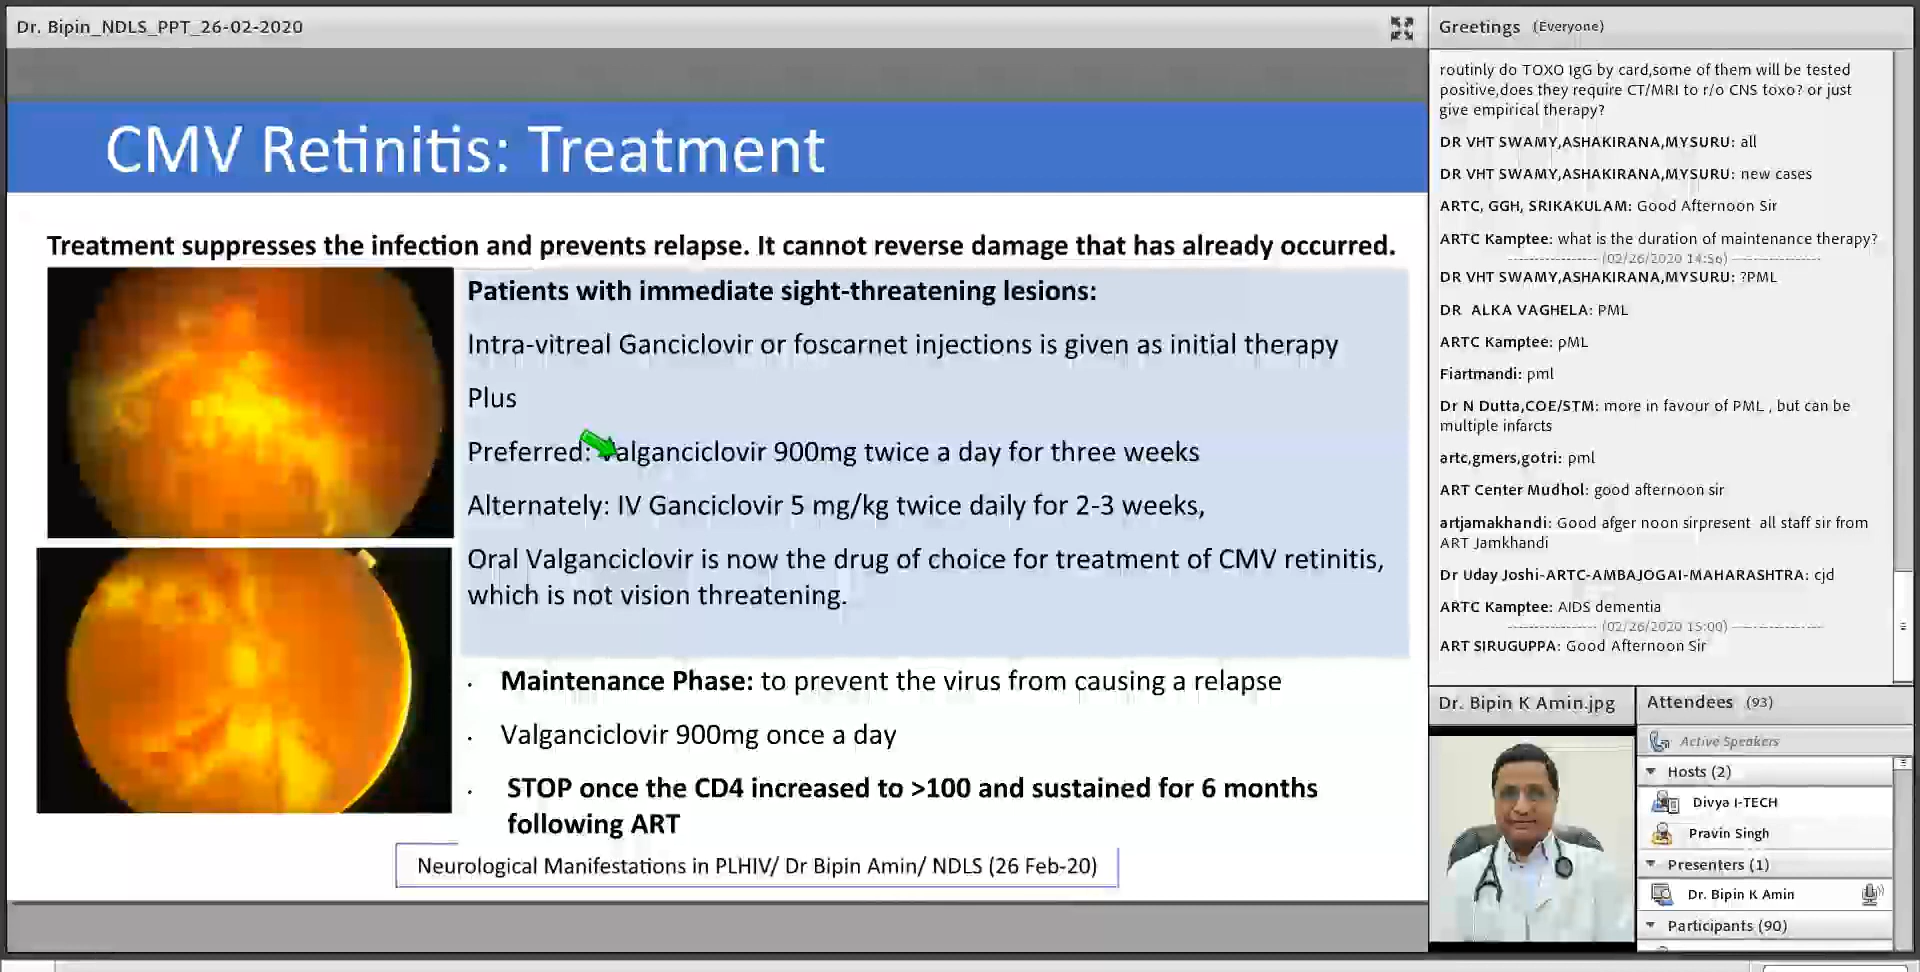 Dr. Bipin_NDLS_PPT_26-02-2020
CMV Retinitis: Treatment
Treatment suppresses the infection and prevents relapse. It cannot reverse damage that has already occurred.
Patients with immediate sight-threatening lesions:
Intra-vitreal Ganciclovir or foscarnet injections is given as initial therapy
Plus
Preferred: Valganciclovir 900mg twice a day for three weeks
Alternately: IV Ganciclovir 5 mg/kg twice daily for 2-3 weeks,
Oral Valganciclovir is now the drug of choice for treatment of CMV retinitis,
which is not vision threatening.
• Maintenance Phase: to prevent the virus from causing a relapse
• Valganciclovir 900mg once a day
• STOP once the CD4 increased to >100 and sustained for 6 months
following ART
Neurological Manifestations in PLHIV/ Dr Bipin Amin/ NDLS (26 Feb-20)
Greetings (Everyone)
routinly do TOXO IgG by card,some of them will be tested
positive,does they require CT/MRI to r/o CNS toxo? or just
give empirical therapy?
DR VHT SWAMY,ASHAKIRANA,MYSURU: all
DR VHT SWAMY,ASHAKIRANA,MYSURU: new cases
ARTC, GGH, SRIKAKULAM: Good Afternoon Sir
ARTC Kamptee: what is the duration of maintenance therapy?
(02/26/2020 14:56)
DR VHT SWAMY,ASHAKIRANA,MYSURU: ?PML
DR ALKA VAGHELA: PML
ARTC Kamptee: pML
Fiartmandi: pml
Dr N Dutta,COE/STM: more in favour of PML , but can be
multiple infarcts
artc,gmers,gotri: pml
ART Center Mudhol: good afternoon sir
artjamakhandi: Good afger noon sirpresent all staff sir from
ART Jamkhandi
Dr Uday Joshi-ARTC-AMBAJOGAI-MAHARASHTRA: cjd
ARTC Kamptee: AIDS dementia
(02/26/2020 15:00)
ART SIRUGUPPA: Good Afternoon Sir
Dr. Bipin K Amin.jpg
Attendees (93)
Active Speakers
Hosts (2)
Divya I-TECH
Pravin Singh
Presenters (1)
Dr. Bipin K Amin
Participants (90)